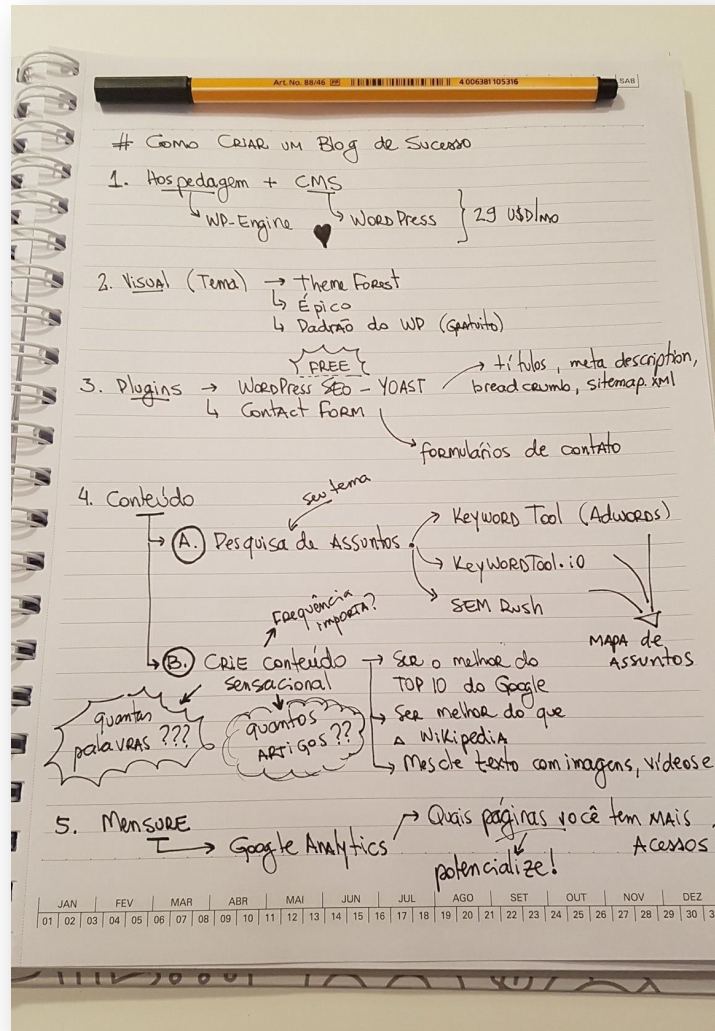 Art. No. 88/46 4 006381 105316
SAB
# Como CRIAR UM Blog de Sucesso
1. Hospedagem + CMS
WP-Engine ♥ WORDPress } 29 U$D/mo
2. Visual (Tema) → Theme Forest
↳ Épico
↳ Padrão do WP (Gratuito)
FREE
3. Plugins → WORDPress SEO - YOAST → títulos, meta description,
breadcrumb, sitemap.xml
↳ Contact FORM
formulários de contato
4. Conteúdo
seu tema
A. Pesquisa de Assuntos → KeyWORD Tool (Adwords)
→ KeyWORDTool.io
→ SEM Rush
MAPA de
Assuntos
Frequência
importa?
B. CRIE conteúdo
sensacional
→ SER o melhor do
TOP 10 do Google
→ Ser melhor do que
A WikipediA
→ Mescle texto com imagens, vídeos e
quantas
palavras ???
quantos
ARTigos ??
5. Mensure
→ Google Analytics → Quais páginas você tem MAIS
Acessos
potencialize!
JAN FEV MAR ABR MAI JUN JUL AGO SET OUT NOV DEZ
01 02 03 04 05 06 07 08 09 10 11 12 13 14 15 16 17 18 19 20 21 22 23 24 25 26 27 28 29 30